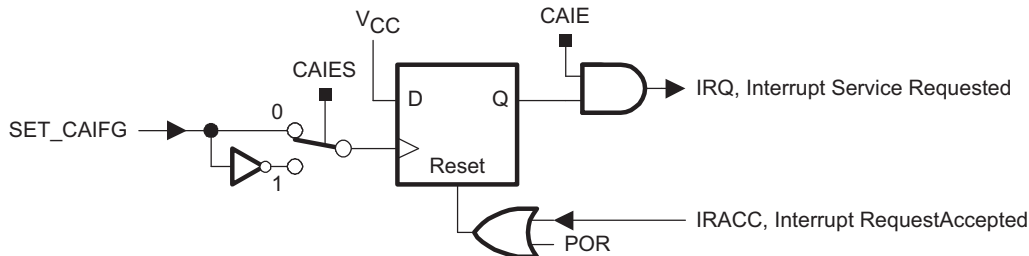 CAIE
VCC
CAIES
D
Q
IRQ, Interrupt Service Requested
0
SET_CAIFG
Reset
1
IRACC, Interrupt RequestAccepted
POR